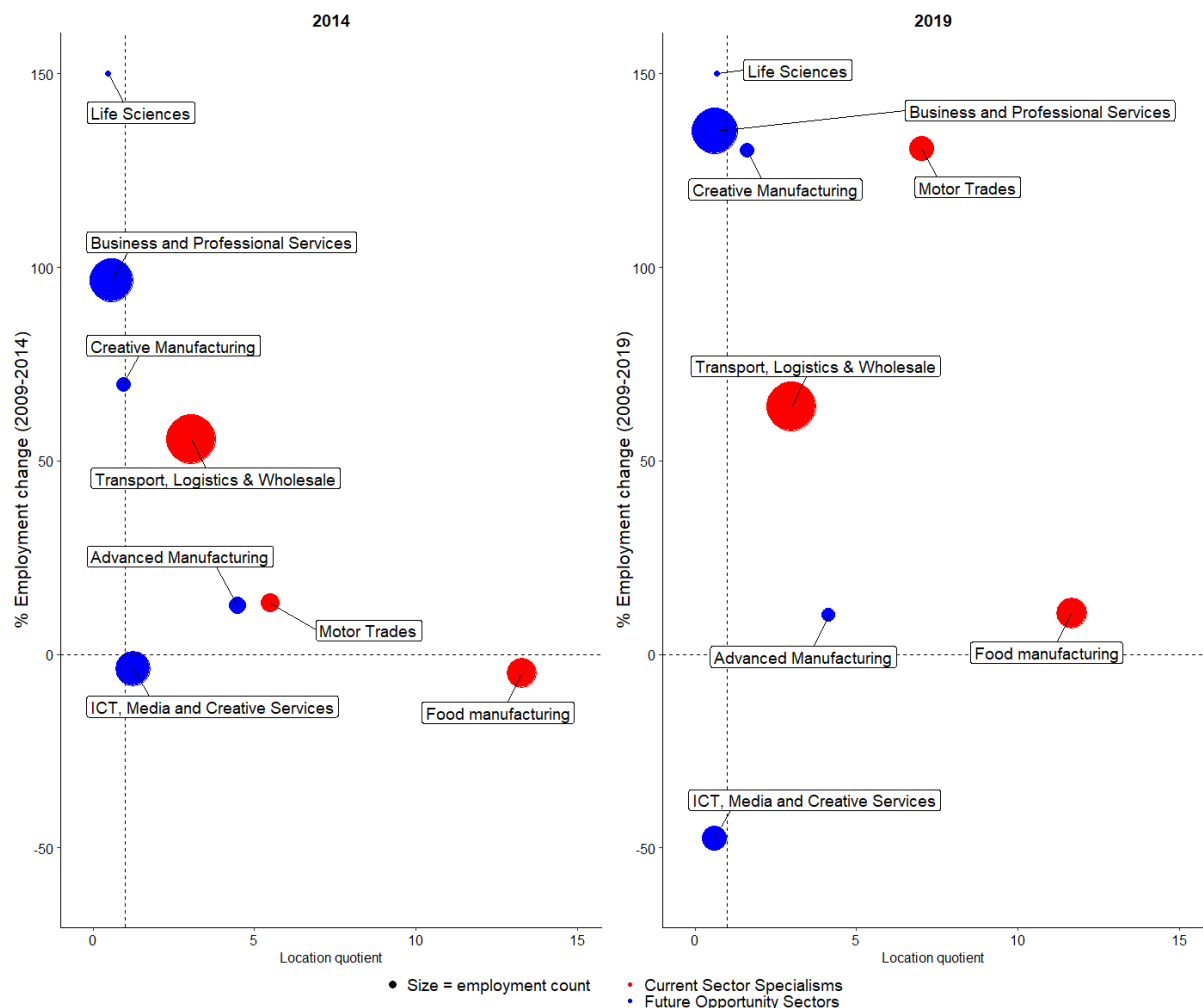 2014
150
100
50
0
-50
% Employment change (2009-2014)
Life Sciences
Business and Professional Services
Creative Manufacturing
Transport, Logistics & Wholesale
Advanced Manufacturing
Motor Trades
ICT, Media and Creative Services
Food manufacturing
0 5 10 15
Location quotient
2019
150
100
50
0
-50
% Employment change (2009-2019)
Life Sciences
Business and Professional Services
Creative Manufacturing
Motor Trades
Transport, Logistics & Wholesale
Advanced Manufacturing
Food manufacturing
ICT, Media and Creative Services
0 5 10 15
Location quotient
Size = employment count
Current Sector Specialisms
Future Opportunity Sectors